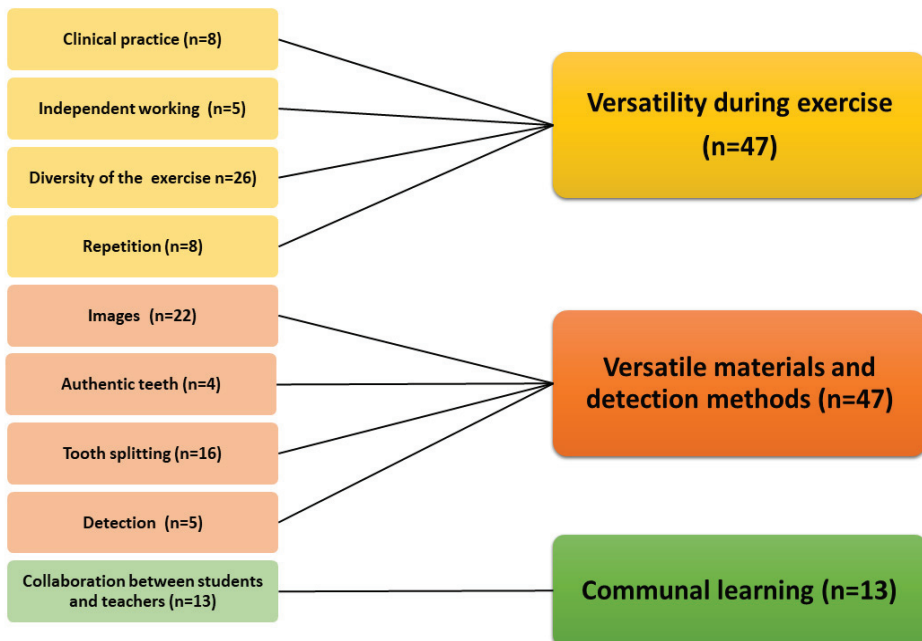 Clinical practice (n=8)
Independent working (n=5)
Diversity of the exercise n=26)
Repetition (n=8)
Images (n=22)
Authentic teeth (n=4)
Tooth splitting (n=16)
Detection (n=5)
Collaboration between students
and teachers (n=13)
Versatility during exercise
(n=47)
Versatile materials and
detection methods (n=47)
Communal learning (n=13)